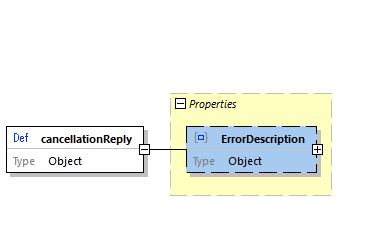 Properties
Def cancellationReply
Type Object
ErrorDescription
Type Object